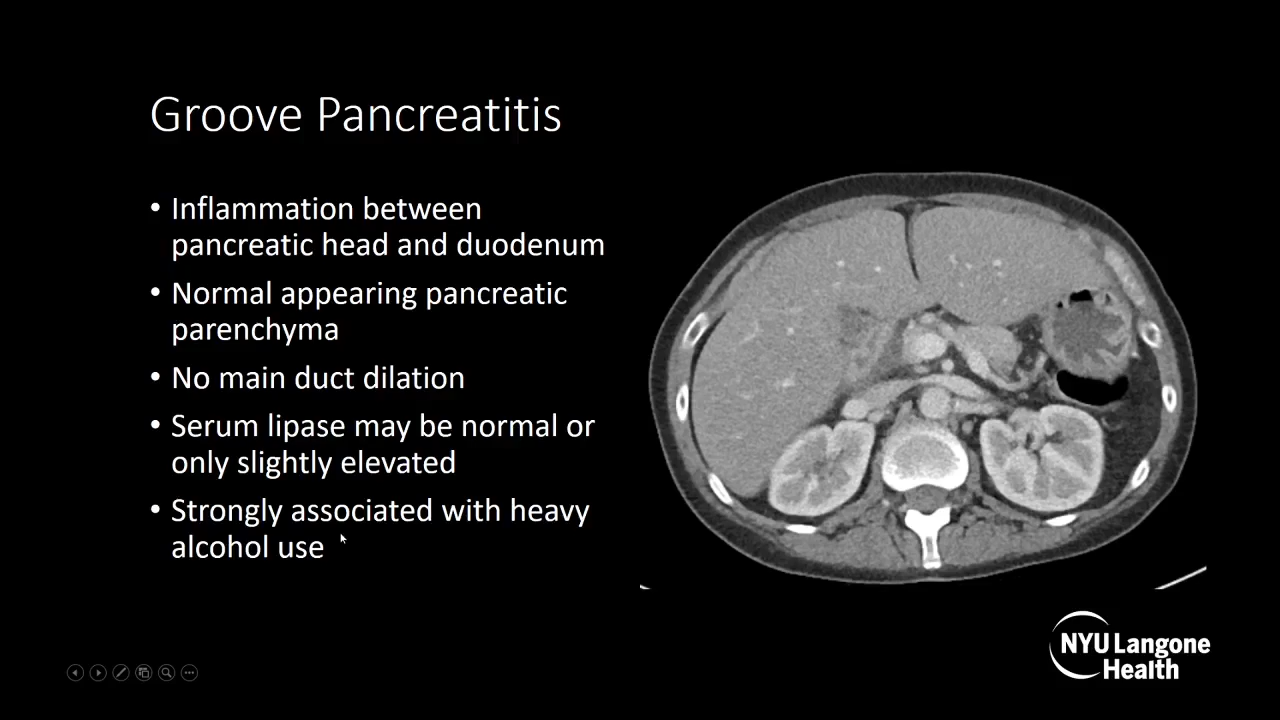 Groove Pancreatitis
• Inflammation between
pancreatic head and duodenum
• Normal appearing pancreatic
parenchyma
• No main duct dilation
• Serum lipase may be normal or
only slightly elevated
• Strongly associated with heavy
alcohol use
NYU Langone
Health